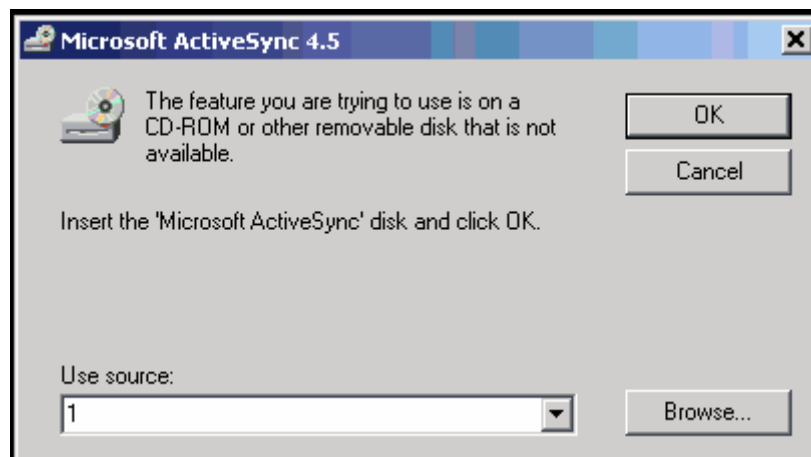 Microsoft ActiveSync 4.5
The feature you are trying to use is on a
CD-ROM or other removable disk that is not
available.
OK
Cancel
Insert the 'Microsoft ActiveSync' disk and click OK.
Use source:
1
Browse...